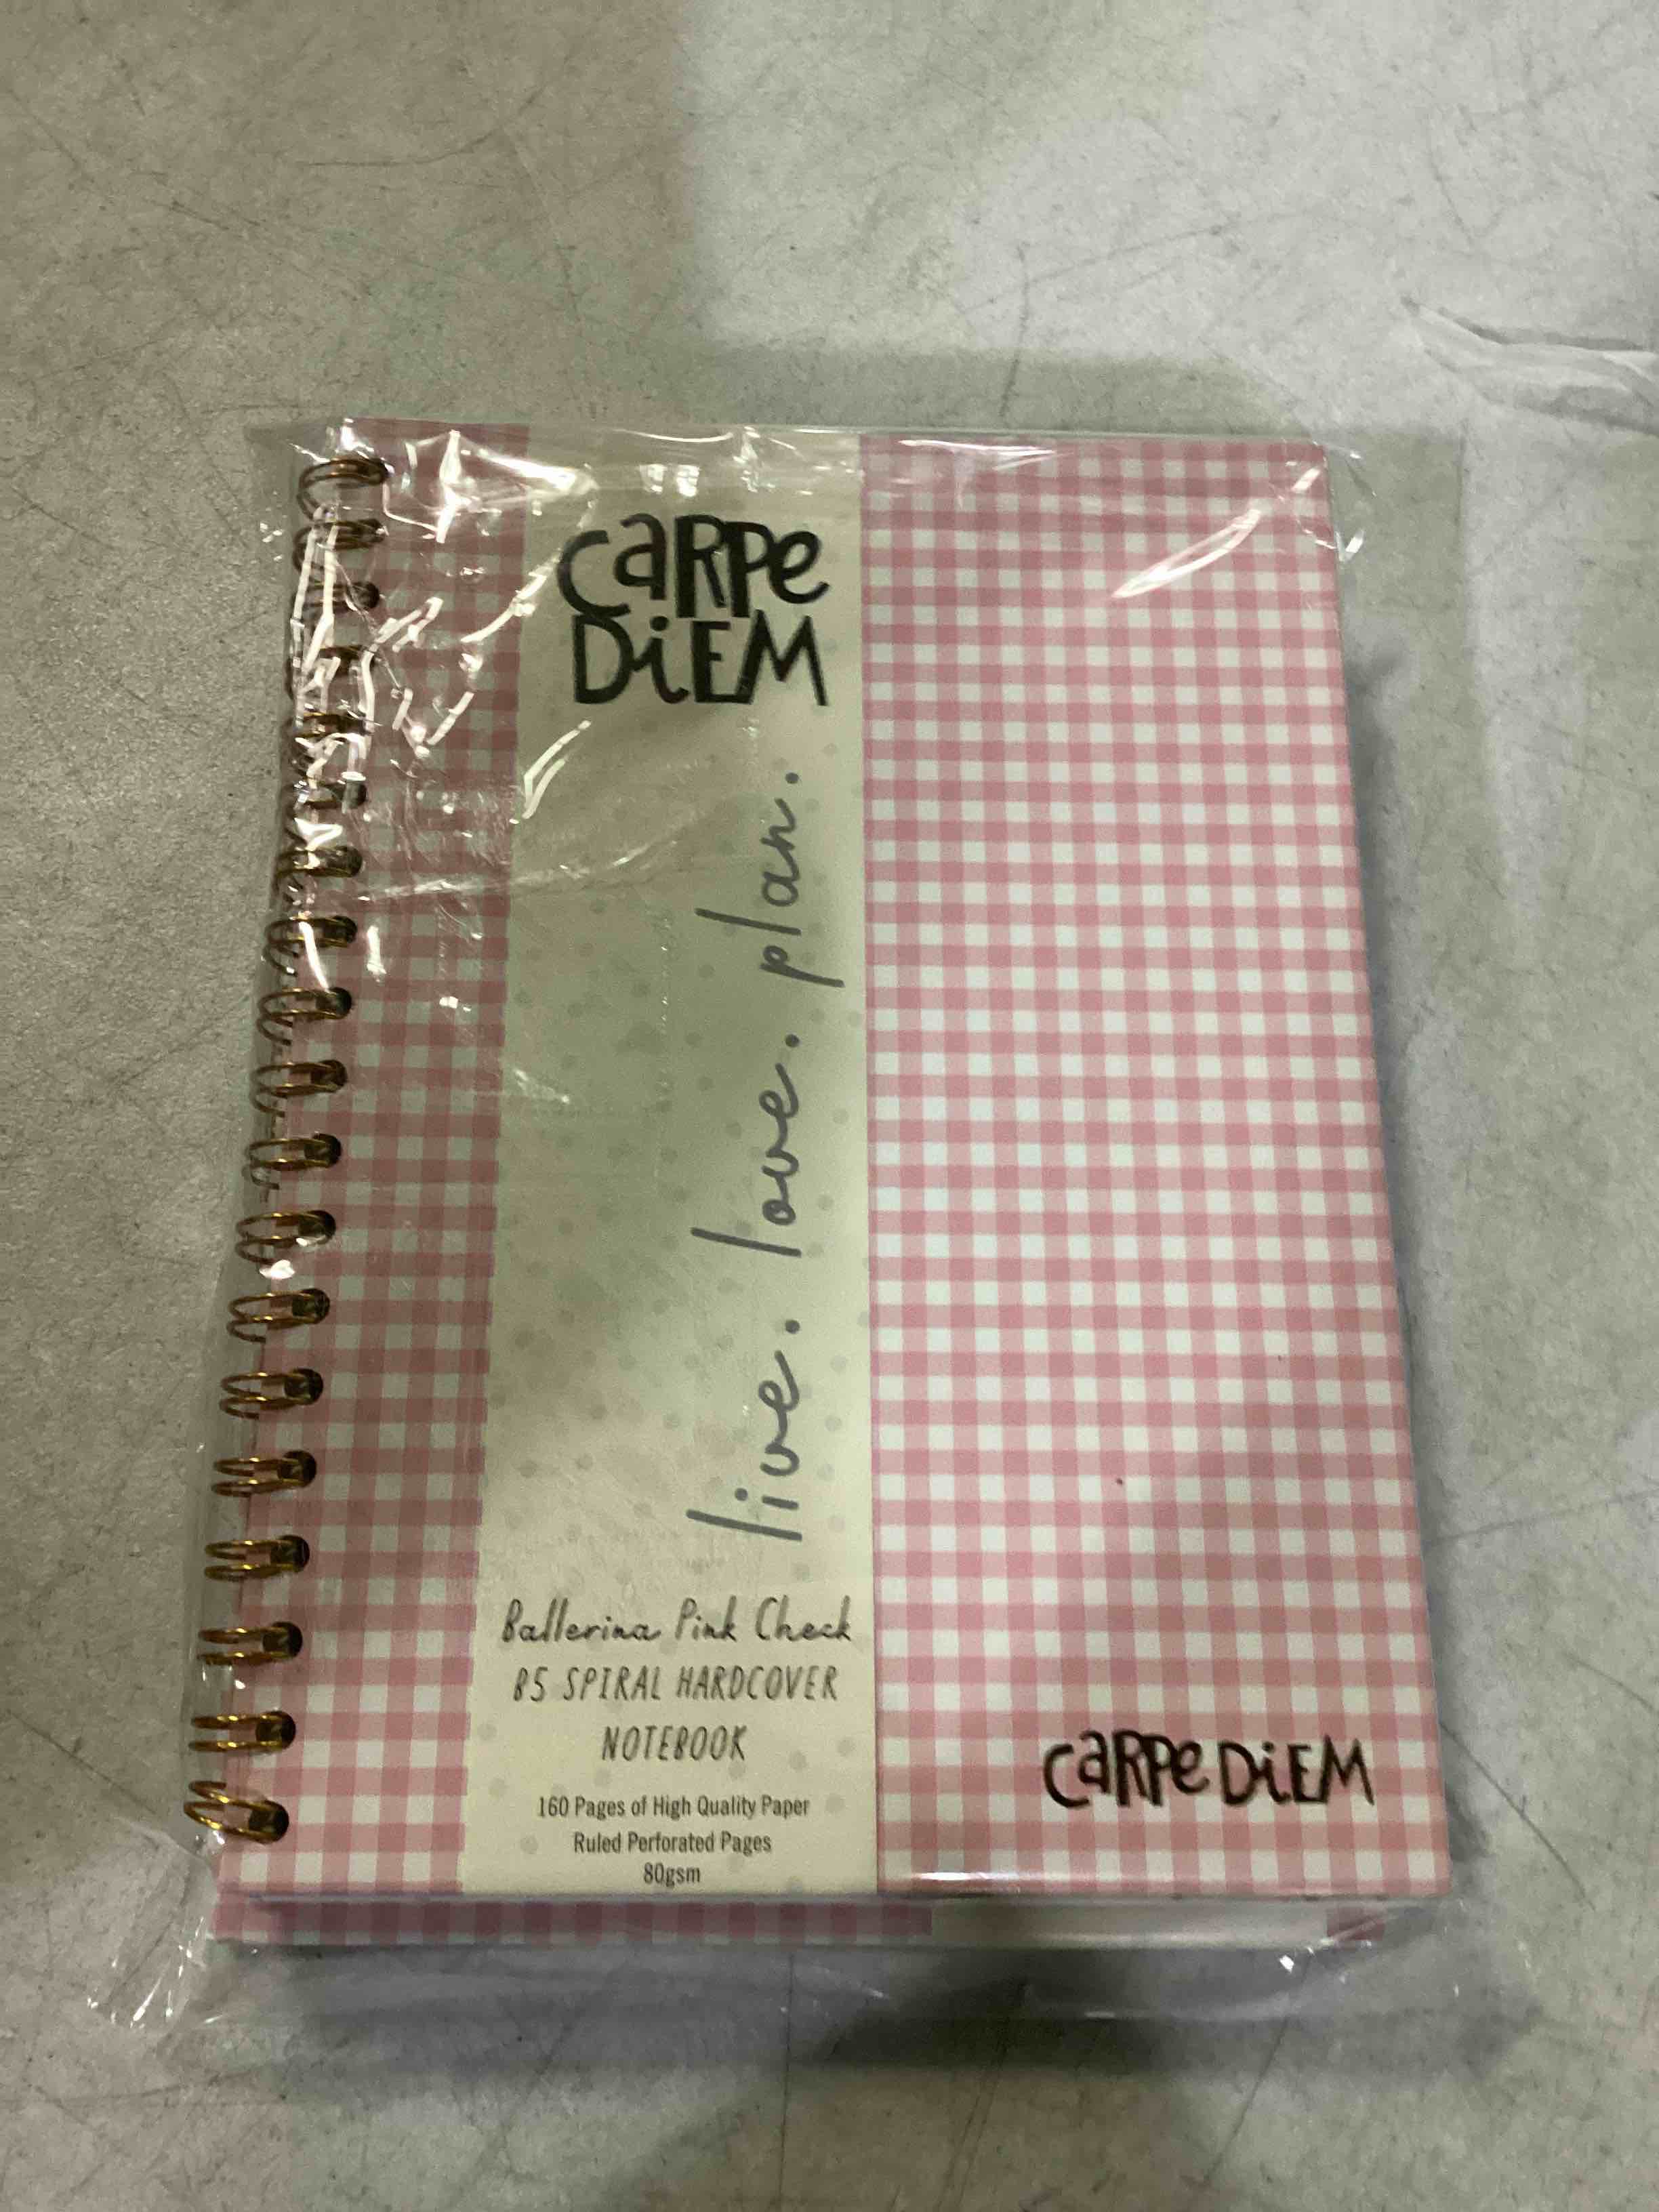 CaRPe
DiEM
live. love. plan.
Ballerina Pink Check
B5 SPIRAL HARDCOVER
NOTEBOOK
160 Pages of High Quality Paper
Ruled Perforated Pages
80gsm
CaRPe DiEM